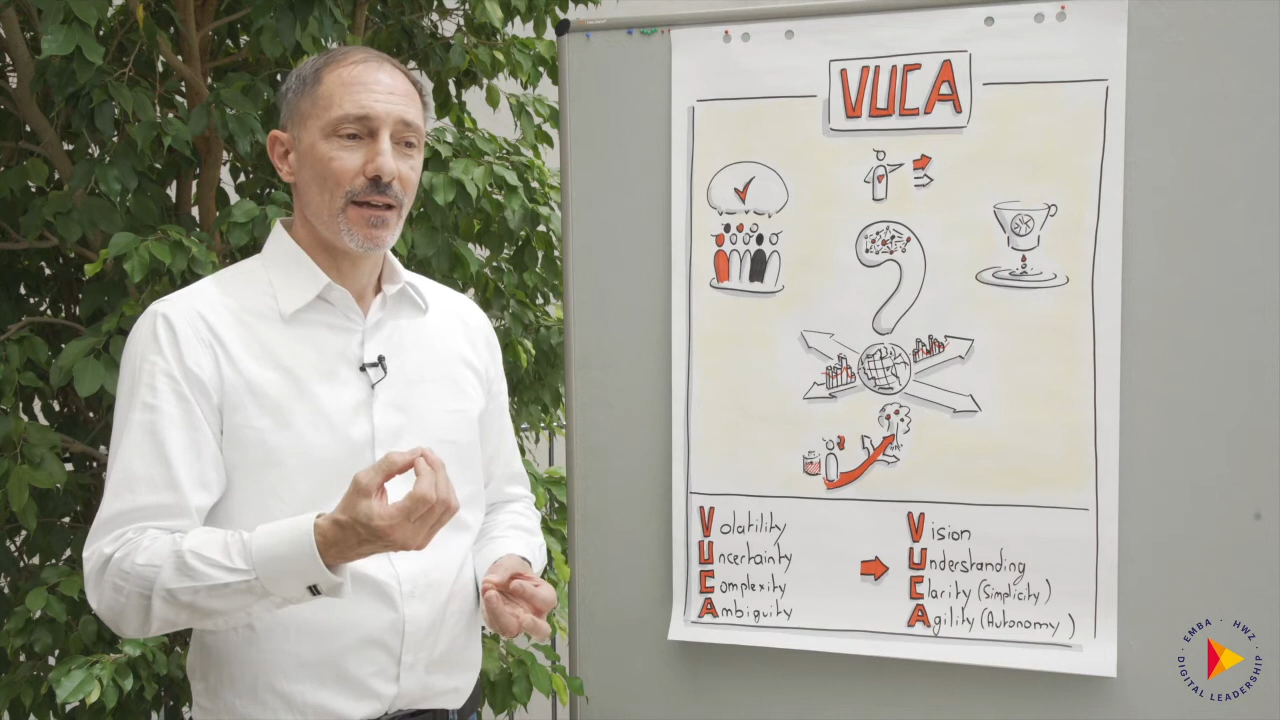 VUCA
Volatility
Uncertainty
Complexity
Ambiguity
Vision
Understanding
Clarity (Simplicity)
Agility (Autonomy)
EMBA · HWZ ·
DIGITAL LEADERSHIP